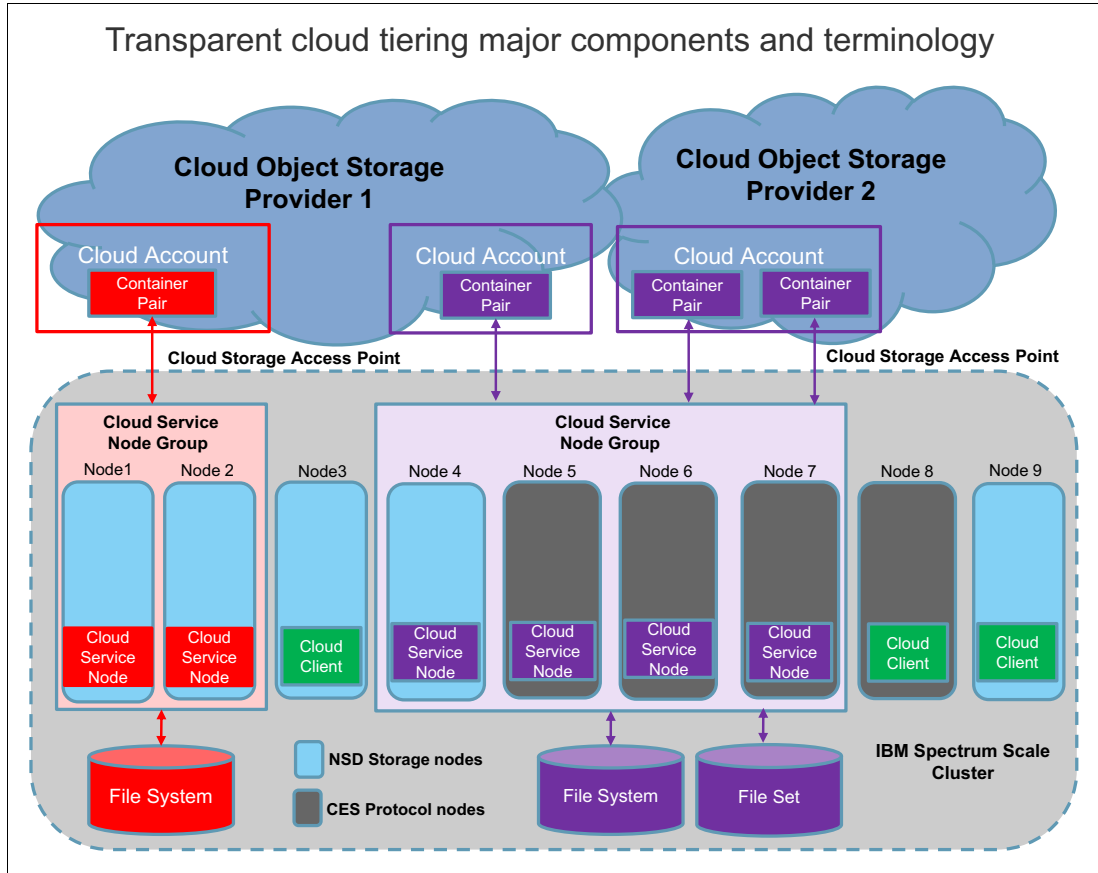 Transparent cloud tiering major components and terminology
Cloud Object Storage
Provider 1
Cloud Object Storage
Provider 2
Cloud Account
Container
Pair
Cloud Account
Container
Pair
Cloud Account
Container
Pair
Container
Pair
Cloud Storage Access Point
Cloud Storage Access Point
Cloud Service
Node Group
Cloud Service
Node Group
Node1
Node 2
Node3
Node 4
Node 5
Node 6
Node 7
Node 8
Node 9
Cloud
Service
Node
Cloud
Service
Node
Cloud
Client
Cloud
Service
Node
Cloud
Service
Node
Cloud
Service
Node
Cloud
Service
Node
Cloud
Client
Cloud
Client
NSD Storage nodes
CES Protocol nodes
IBM Spectrum Scale
Cluster
File System
File System
File Set